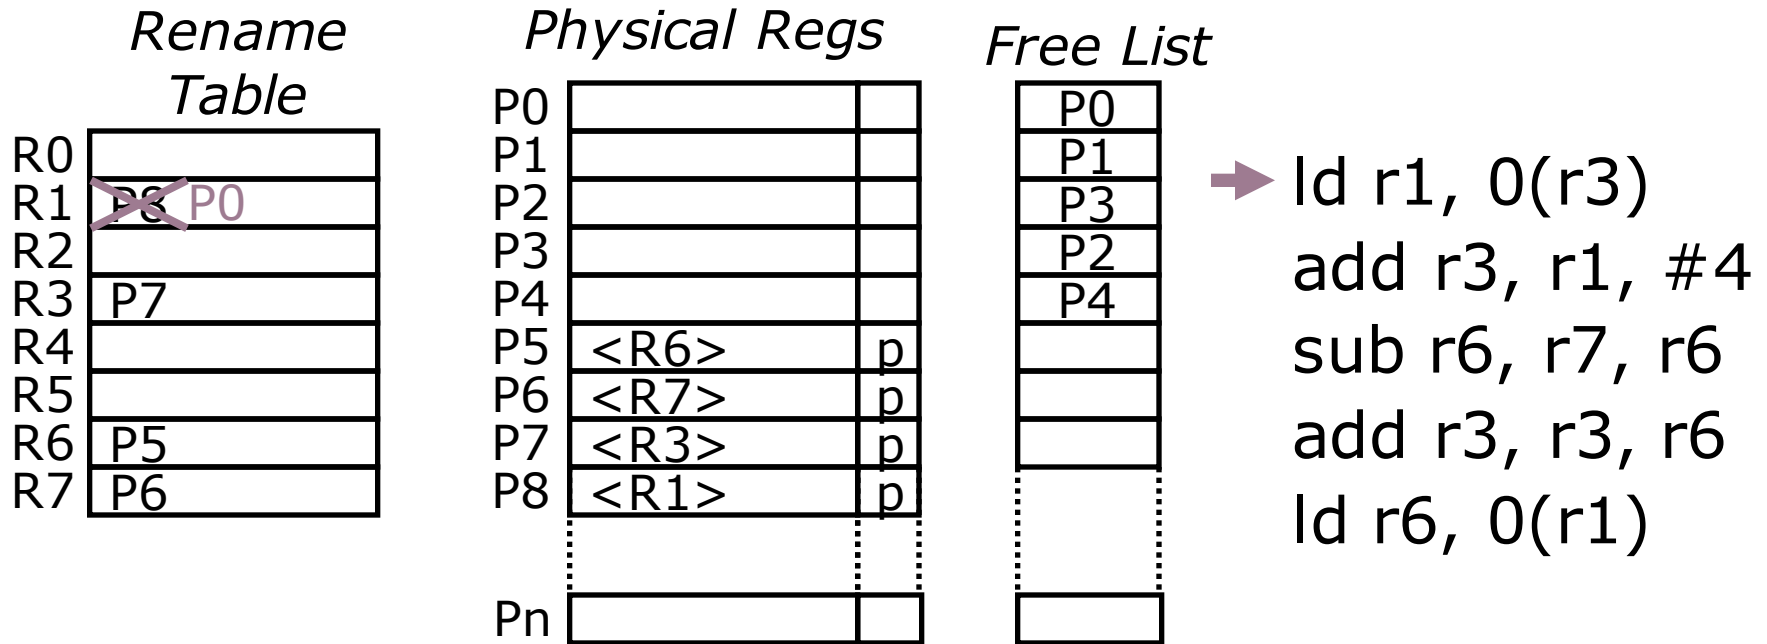 Rename
Table
R0
R1 P8 P0
R2
R3 P7
R4
R5
R6 P5
R7 P6
Physical Regs
P0
P1
P2
P3
P4
P5 <R6> p
P6 <R7> p
P7 <R3> p
P8 <R1> p
Pn
Free List
P0
P1
P3
P2
P4
ld r1, 0(r3)
add r3, r1, #4
sub r6, r7, r6
add r3, r3, r6
ld r6, 0(r1)